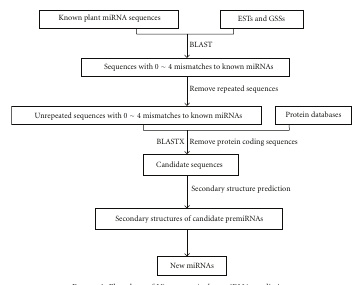 Known plant miRNA sequences
ESTs and GSSs
BLAST
Sequences with 0 ∼ 4 mismatches to known miRNAs
Remove repeated sequences
Unrepeated sequences with 0 ∼ 4 mismatches to known miRNAs
Protein databases
BLASTX
Remove protein coding sequences
Candidate sequences
Secondary structure prediction
Secondary structures of candidate premiRNAs
New miRNAs